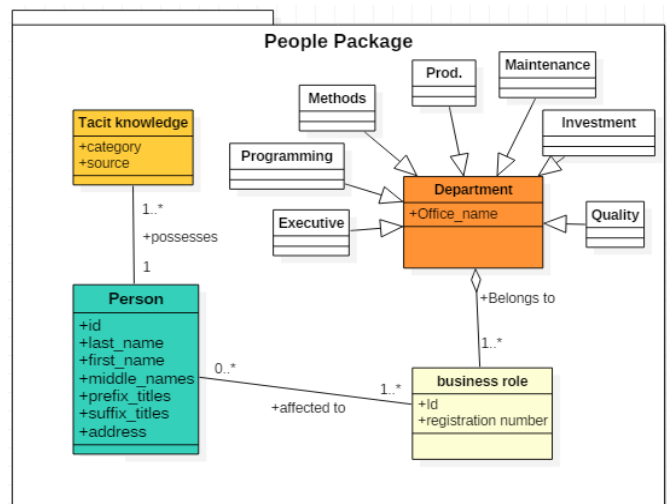 People Package
Prod.
Maintenance
Methods
Investment
Tacit knowledge
+category
+source
Programming
Department
+Office_name
Executive
Quality
1..*
+possesses
1
+Belongs to
Person
+id
+last_name
+first_name
+middle_names
+prefix_titles
+suffix_titles
+address
0..*
+affected to
1..*
1..*
business role
+Id
+registration number